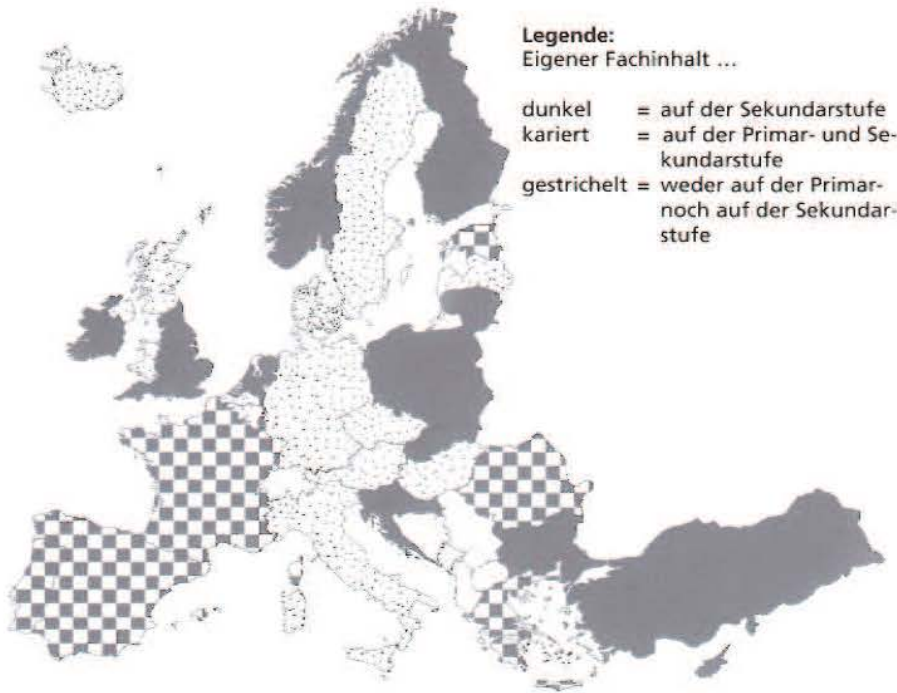 Legende:
Eigener Fachinhalt ...
dunkel = auf der Sekundarstufe
kariert = auf der Primar- und Se-
kundarstufe
gestrichelt = weder auf der Primar-
noch auf der Sekundar-
stufe